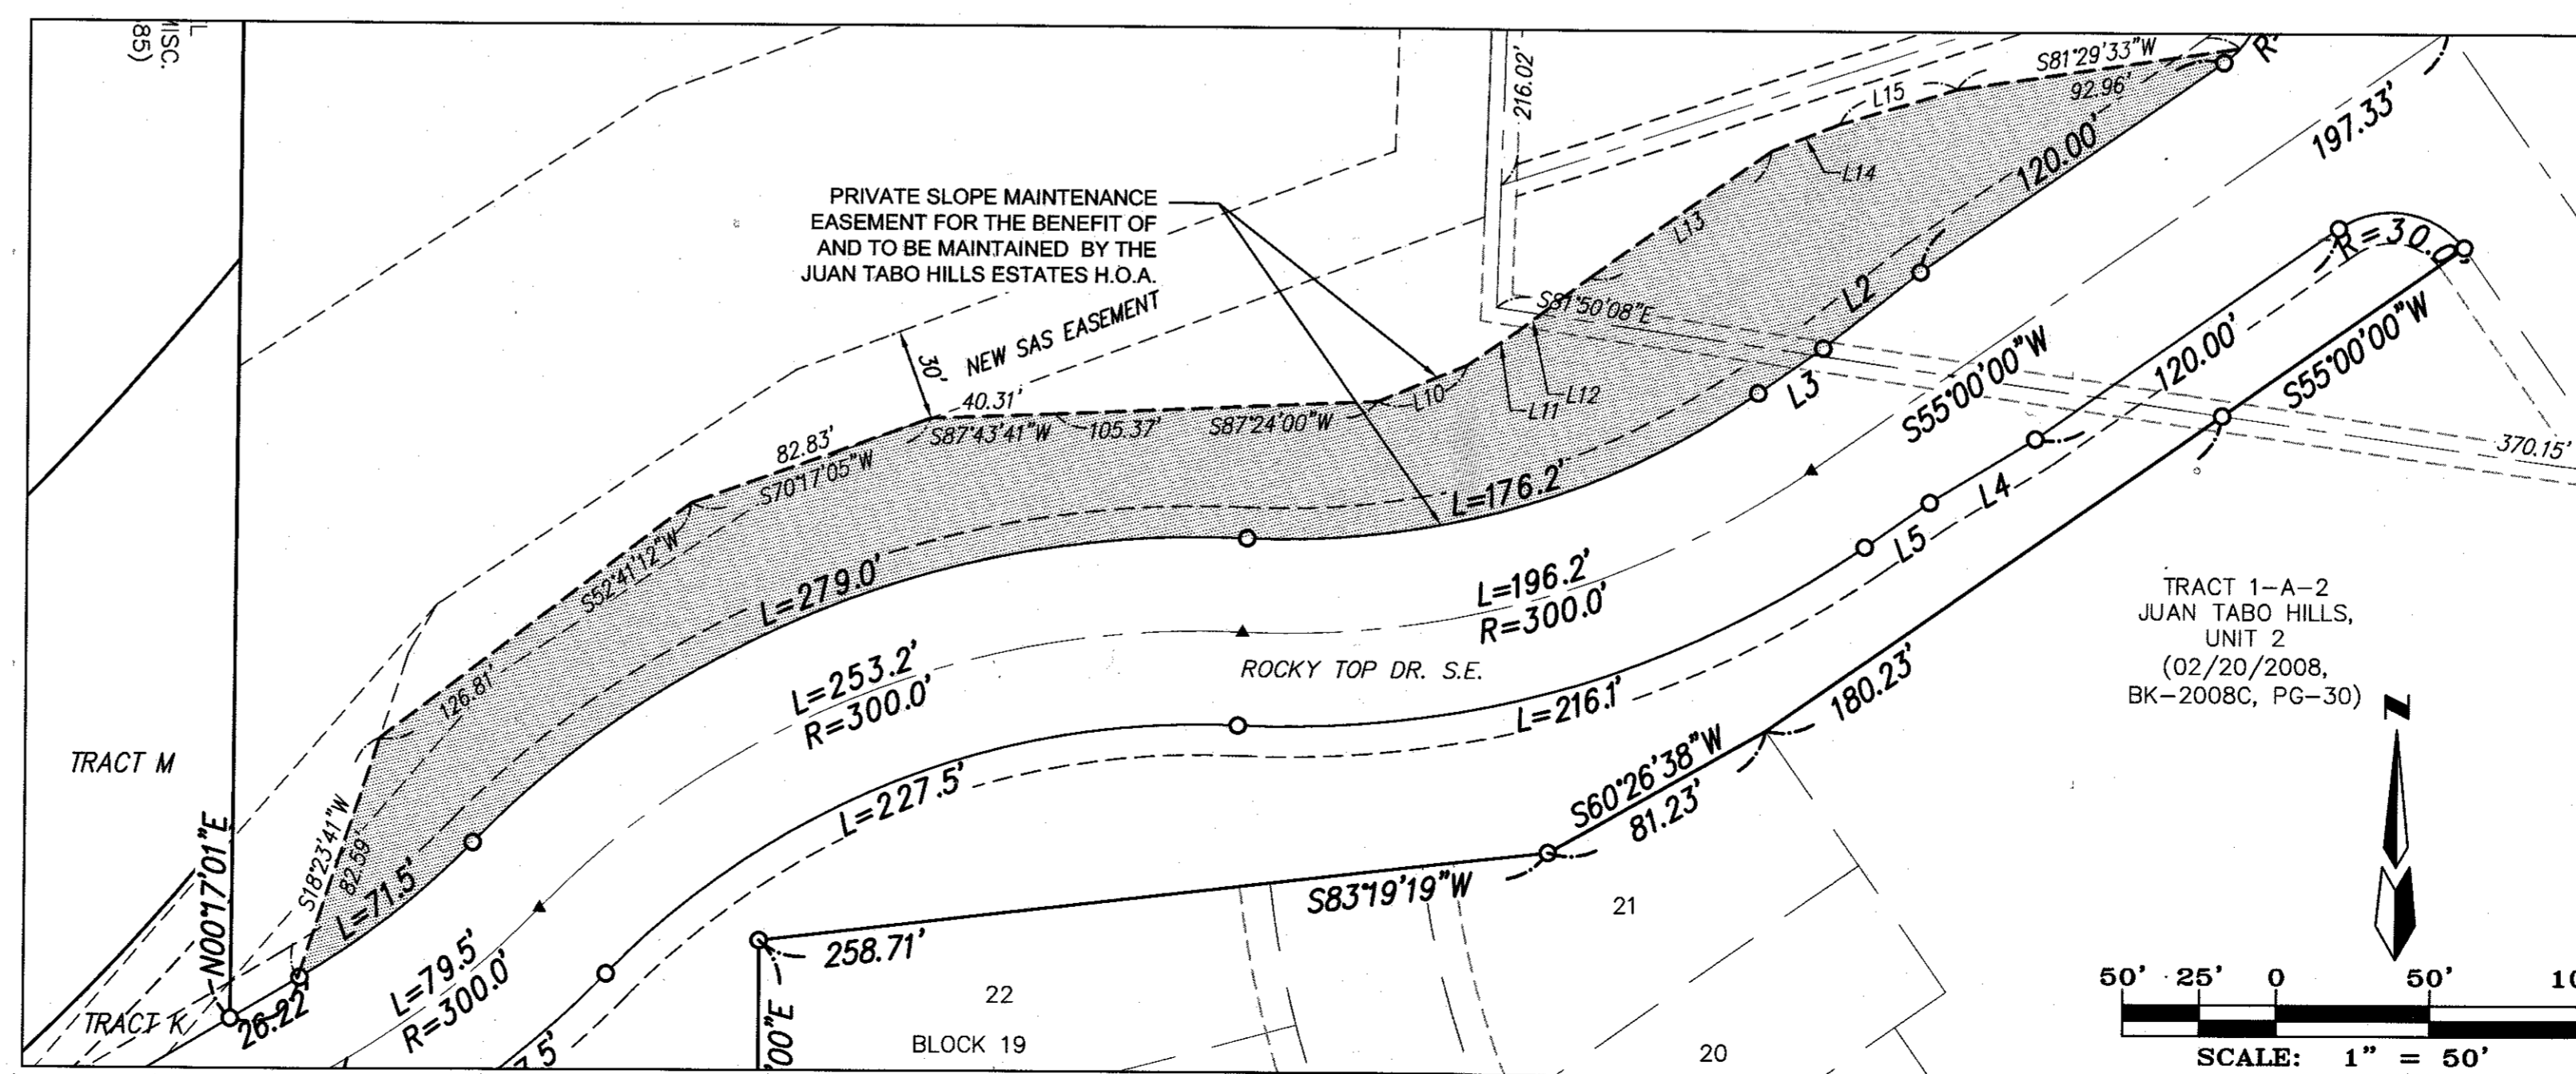 L
MISC.
85)
216.02'
S81°29'33"W
92.96'
R
L15
L14
L13
120.00'
197.33'
R=30.0
PRIVATE SLOPE MAINTENANCE
EASEMENT FOR THE BENEFIT OF
AND TO BE MAINTAINED BY THE
JUAN TABO HILLS ESTATES H.O.A.
NEW SAS EASEMENT
30'
S81°50'08"E
L2
L3
L12
L11
L10
40.31'
S87°43'41"W
105.37'
S87°24'00"W
82.83'
S70°17'05"W
S52°41'12"W
126.81'
S18°23'41"W
82.59'
L=71.5'
L=279.0'
L=176.2'
S55°00'00"W
120.00'
S55°00'00"W
370.15'
L4
L5
L=196.2'
R=300.0'
ROCKY TOP DR. S.E.
L=253.2'
R=300.0'
L=216.1'
L=227.5'
180.23'
S60°26'38"W
81.23'
TRACT 1-A-2
JUAN TABO HILLS,
UNIT 2
(02/20/2008,
BK-2008C, PG-30)
N
TRACT M
N00°17'01"E
TRACT K
26.22'
L=79.5'
R=300.0'
7.5'
S83°19'19"W
258.71'
'00"E
22
BLOCK 19
21
20
50' 25' 0 50' 10
SCALE: 1" = 50'